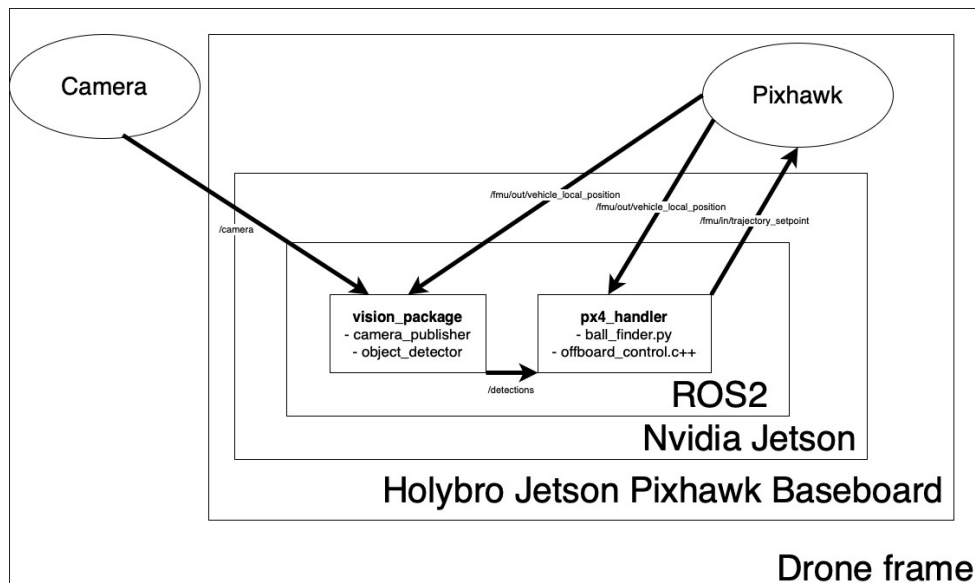 Camera
Pixhawk
/fmu/out/vehicle_local_position
/fmu/out/vehicle_local_position
/fmu/in/trajectory_setpoint
/camera
vision_package
- camera_publisher
- object_detector
px4_handler
- ball_finder.py
- offboard_control.c++
/detections
ROS2
Nvidia Jetson
Holybro Jetson Pixhawk Baseboard
Drone frame